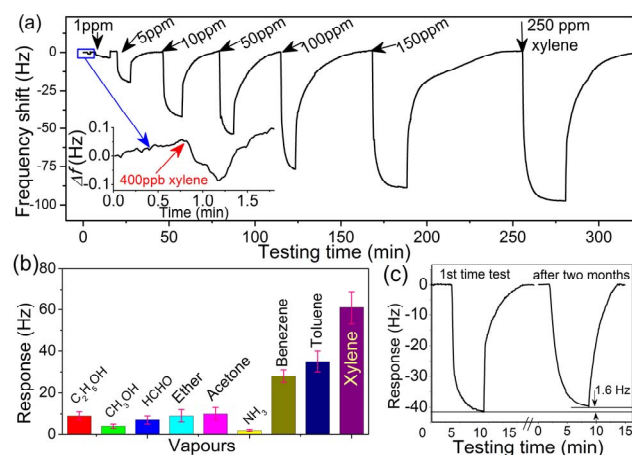 (a)
1ppm
5ppm
10ppm
50ppm
100ppm
150ppm
250 ppm
xylene
Frequency shift (Hz)
0
-25
-50
-75
-100
Δf (Hz)
0.1
0.0
-0.1
400ppb xylene
0.0 0.5 1.0 1.5
Time (min)
0 50 100 150 200 250 300
Testing time (min)
(b)
Response (Hz)
80
60
40
20
0
C2H5OH
CH3OH
HCHO
Ether
Acetone
NH3
Benezene
Toluene
Xylene
Vapours
(c)
1st time test after two months
Response (Hz)
0
-10
-20
-30
-40
1.6 Hz
0 5 10 15 0 5 10 15
Testing time (min)